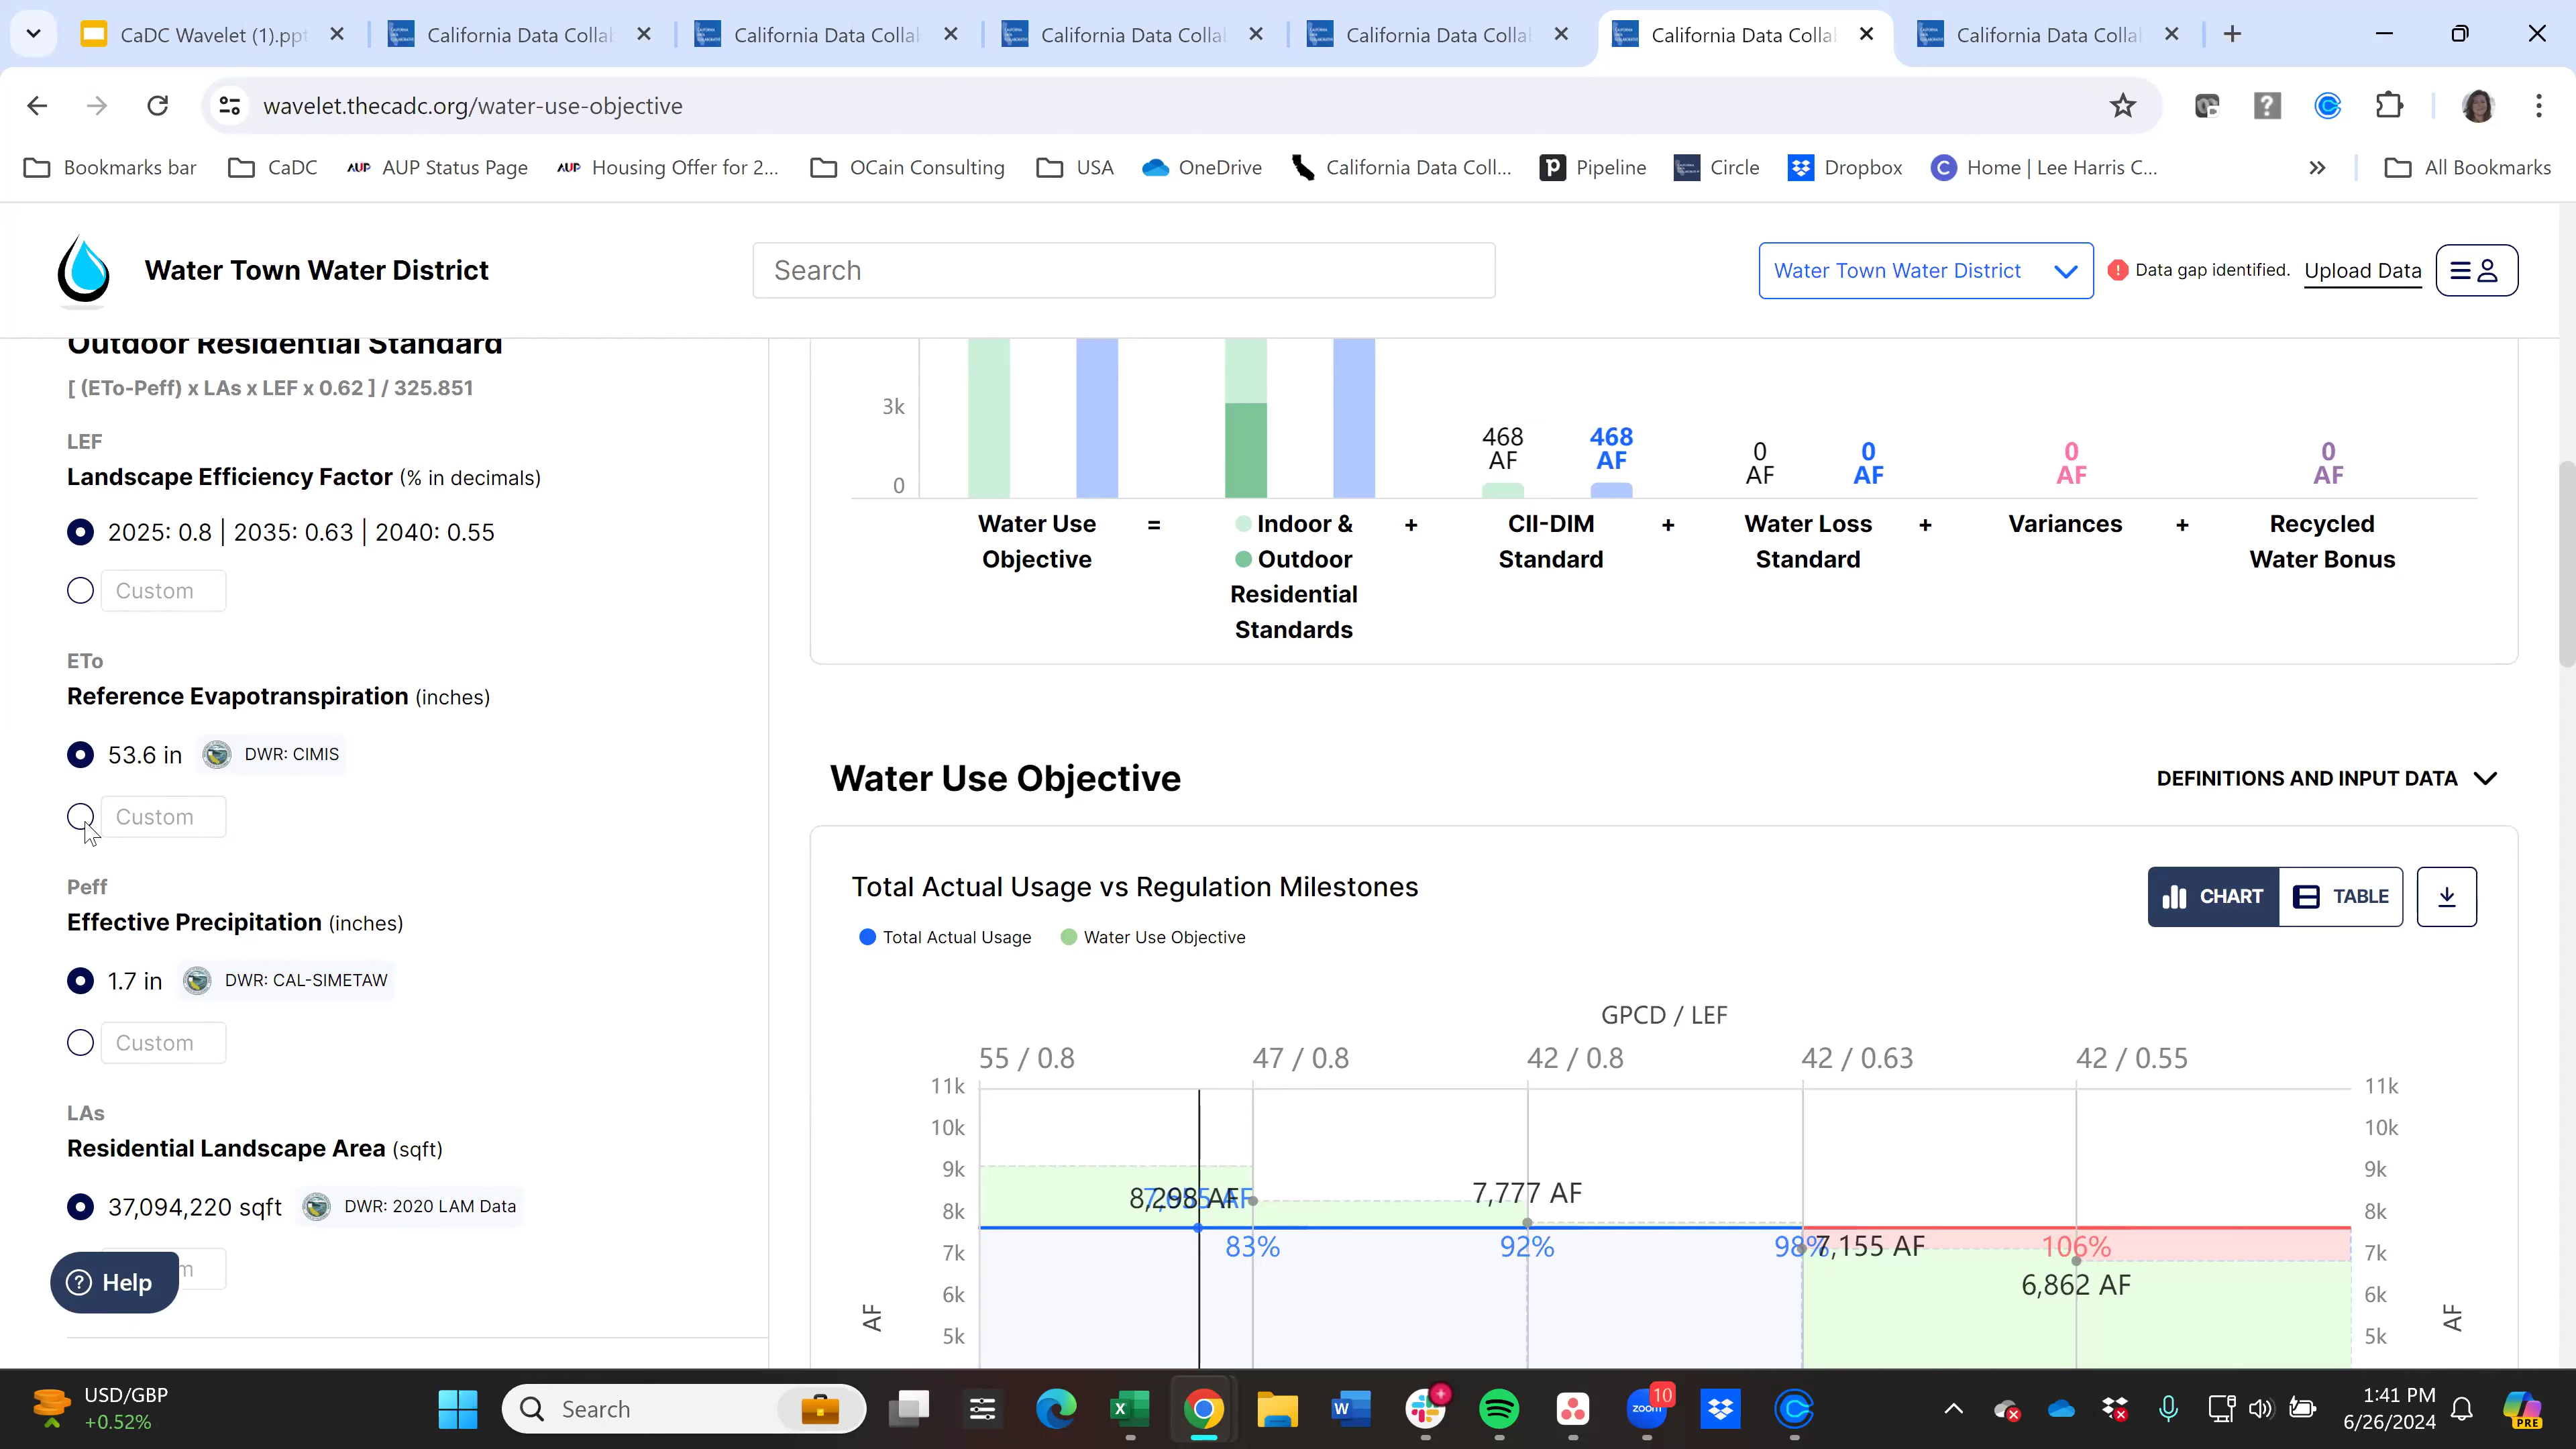 CaDC Wavelet (1).ppt
California Data Colla
California Data Colla
California Data Colla
California Data Colla
California Data Colla
California Data Colla
wavelet.thecadc.org/water-use-objective
Bookmarks bar
CaDC
AUP AUP Status Page
AUP Housing Offer for 2...
OCain Consulting
USA
OneDrive
California Data Coll...
Pipeline
Circle
Dropbox
C Home | Lee Harris C...
All Bookmarks
Water Town Water District
Search
Water Town Water District
Data gap identified.
Upload Data
Outdoor Residential Standard
[ (ETo-Peff) x LAs x LEF x 0.62 ] / 325.851
LEF
Landscape Efficiency Factor (% in decimals)
2025: 0.8 | 2035: 0.63 | 2040: 0.55
Custom
ETo
Reference Evapotranspiration (inches)
53.6 in
DWR: CIMIS
Custom
Peff
Effective Precipitation (inches)
1.7 in
DWR: CAL-SIMETAW
Custom
LAs
Residential Landscape Area (sqft)
37,094,220 sqft
DWR: 2020 LAM Data
Help
3k
0
468 AF
468 AF
0 AF
0 AF
0 AF
0 AF
Water Use Objective
=
Indoor & Outdoor Residential Standards
+
CII-DIM Standard
+
Water Loss Standard
+
Variances
+
Recycled Water Bonus
Water Use Objective
DEFINITIONS AND INPUT DATA
Total Actual Usage vs Regulation Milestones
CHART
TABLE
Total Actual Usage
Water Use Objective
GPCD / LEF
55 / 0.8
47 / 0.8
42 / 0.8
42 / 0.63
42 / 0.55
11k
10k
9k
8k
7k
6k
5k
AF
8,298 AF
7,777 AF
7,155 AF
6,862 AF
83%
92%
98%
106%
11k
10k
9k
8k
7k
6k
5k
AF
USD/GBP
+0.52%
Search
10
zoom
1:41 PM
6/26/2024
PRE